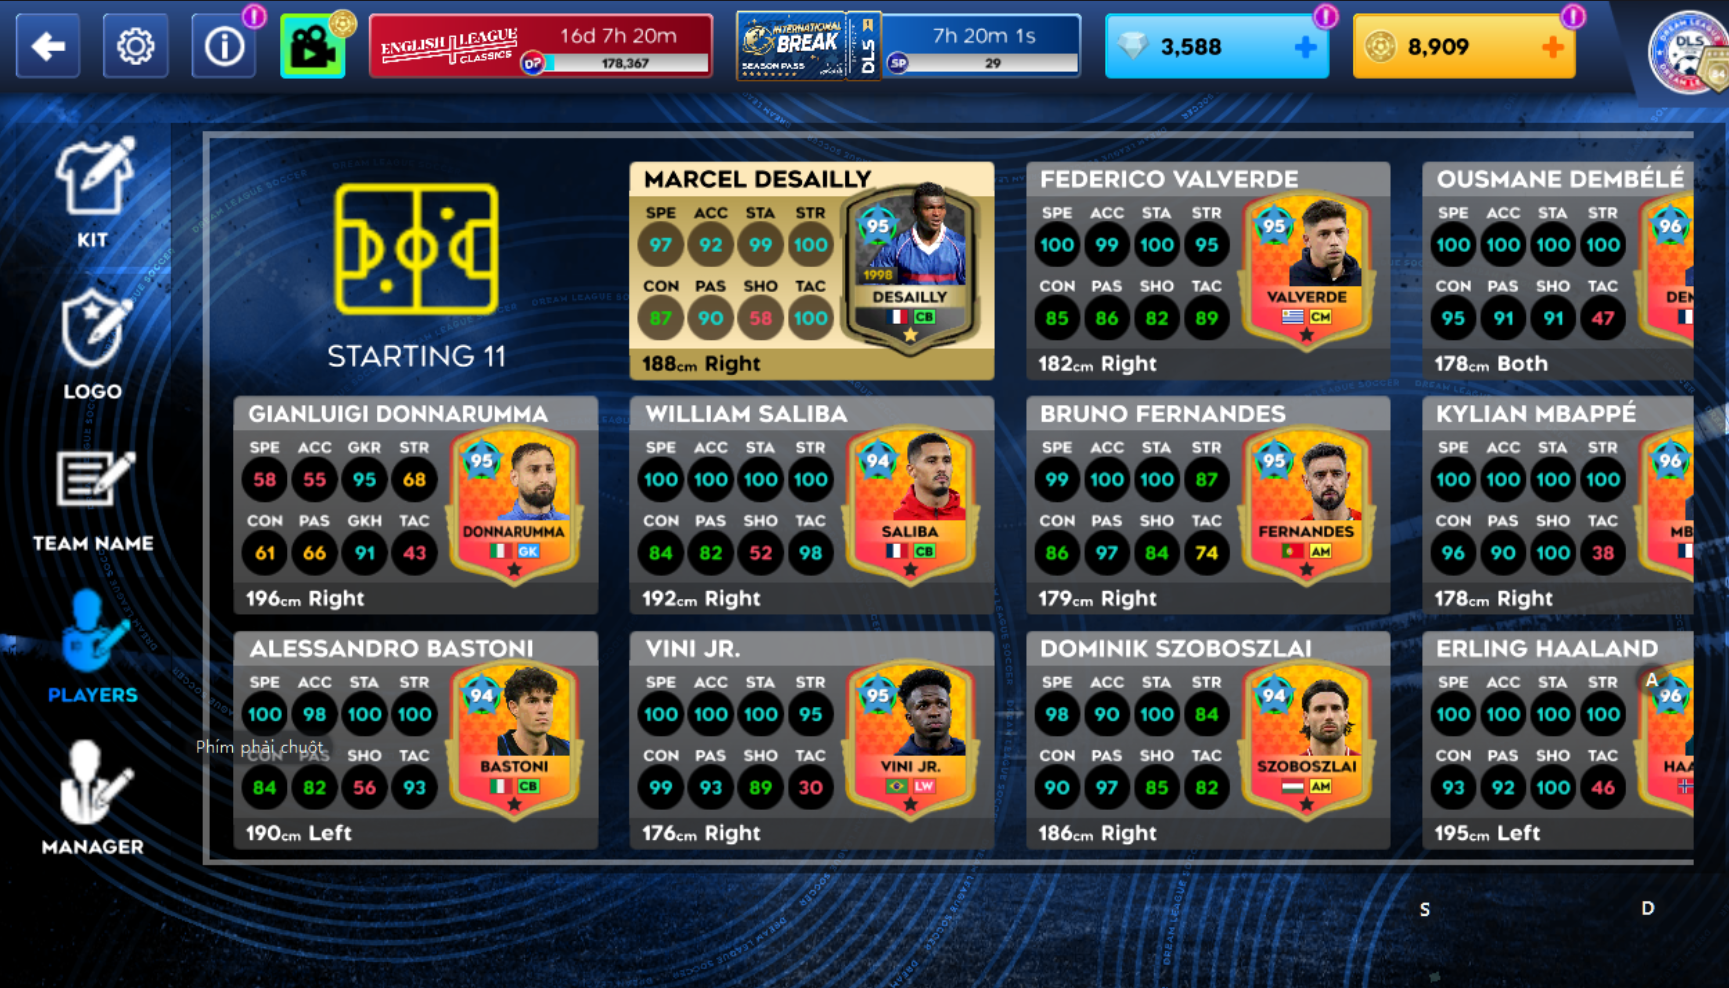 ENGLISH LEAGUE CLASSICS
16d 7h 20m
178,367
INTERNATIONAL BREAK
SEASON PASS
DLS
7h 20m 1s
SP
29
3,588
8,909
DLS
KIT
LOGO
TEAM NAME
PLAYERS
MANAGER
STARTING 11
MARCEL DESAILLY
SPE ACC STA STR
97 92 99 100
CON PAS SHO TAC
87 90 58 100
95
1998
DESAILLY
CB
188cm Right
FEDERICO VALVERDE
SPE ACC STA STR
100 99 100 95
CON PAS SHO TAC
85 86 82 89
95
VALVERDE
CM
182cm Right
OUSMANE DEMBÉLÉ
SPE ACC STA STR
100 100 100 100
CON PAS SHO TAC
95 91 91 47
96
DEM
178cm Both
GIANLUIGI DONNARUMMA
SPE ACC GKR STR
58 55 95 68
CON PAS GKH TAC
61 66 91 43
95
DONNARUMMA
GK
196cm Right
WILLIAM SALIBA
SPE ACC STA STR
100 100 100 100
CON PAS SHO TAC
84 82 52 98
94
SALIBA
CB
192cm Right
BRUNO FERNANDES
SPE ACC STA STR
99 100 100 87
CON PAS SHO TAC
86 97 84 74
95
FERNANDES
AM
179cm Right
KYLIAN MBAPPÉ
SPE ACC STA STR
100 100 100 100
CON PAS SHO TAC
96 90 100 38
96
MB
178cm Right
ALESSANDRO BASTONI
SPE ACC STA STR
100 98 100 100
Phím phải chuột
CON PAS SHO TAC
84 82 56 93
94
BASTONI
CB
190cm Left
VINI JR.
SPE ACC STA STR
100 100 100 95
CON PAS SHO TAC
99 93 89 30
95
VINI JR.
LW
176cm Right
DOMINIK SZOBOSZLAI
SPE ACC STA STR
98 90 100 84
CON PAS SHO TAC
90 97 85 82
94
SZOBOSZLAI
AM
186cm Right
ERLING HAALAND
SPE ACC STA STR
100 100 100 100
CON PAS SHO TAC
93 92 100 46
A
96
HAA
195cm Left
S
D